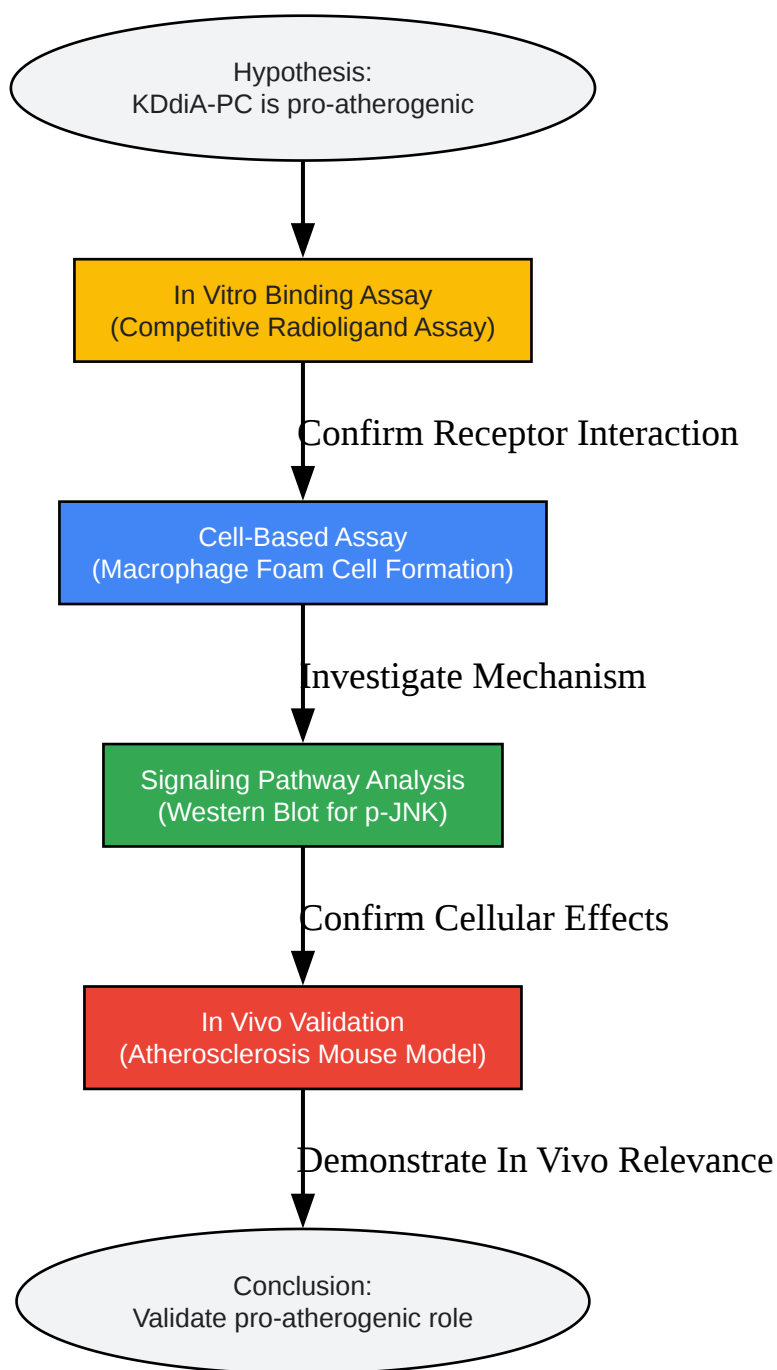 Hypothesis:
KDdiA-PC is pro-atherogenic
In Vitro Binding Assay
(Competitive Radioligand Assay)
Confirm Receptor Interaction
Cell-Based Assay
(Macrophage Foam Cell Formation)
Investigate Mechanism
Signaling Pathway Analysis
(Western Blot for p-JNK)
Confirm Cellular Effects
In Vivo Validation
(Atherosclerosis Mouse Model)
Demonstrate In Vivo Relevance
Conclusion:
Validate pro-atherogenic role